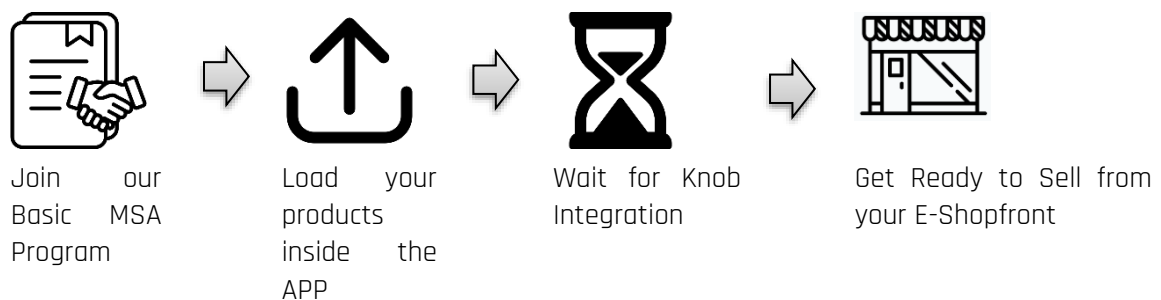 Join our
Basic MSA
Program
Load your
products
inside the
APP
Wait for Knob
Integration
Get Ready to Sell from
your E-Shopfront